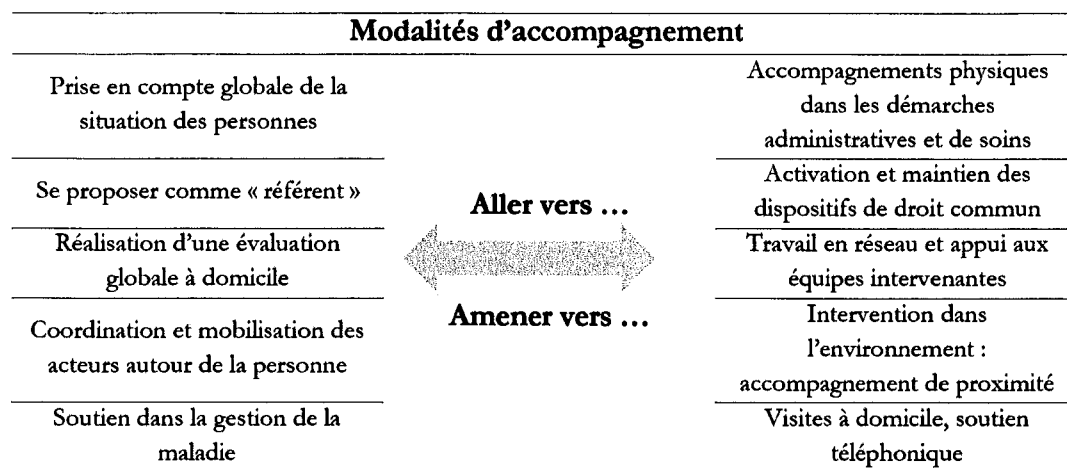 Modalités d'accompagnement
Prise en compte globale de la
situation des personnes
Se proposer comme « référent »
Réalisation d'une évaluation
globale à domicile
Coordination et mobilisation des
acteurs autour de la personne
Soutien dans la gestion de la
maladie
Aller vers ...
Amener vers ...
Accompagnements physiques
dans les démarches
administratives et de soins
Activation et maintien des
dispositifs de droit commun
Travail en réseau et appui aux
équipes intervenantes
Intervention dans
l'environnement :
accompagnement de proximité
Visites à domicile, soutien
téléphonique